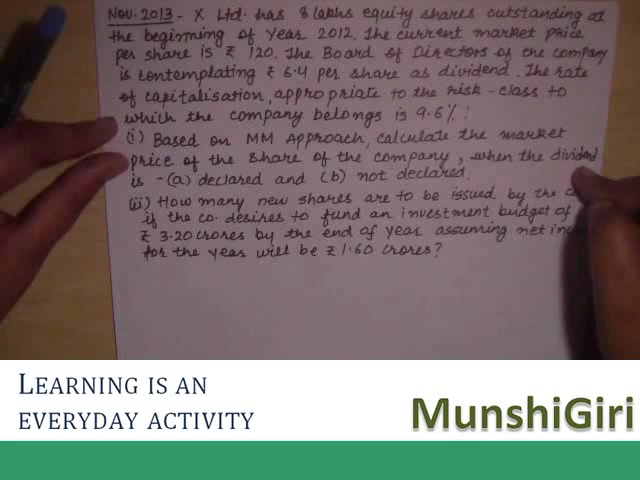 Nov. 2013 - X Ltd. has 8 lakhs equity shares outstanding at
the beginning of Year 2012. The current market price
per share is ₹ 120. The Board of Directors of the company
is contemplating ₹ 6.4 per share as dividend. The rate
of capitalisation, appropriate to the risk-class to
which the company belongs is 9.6% :
(i) Based on MM Approach, calculate the market
price of the share of the company, when the dividend
is - (a) declared and (b) not declared.
(ii) How many new shares are to be issued by the
if the co. desires to fund an investment budget of
₹ 3.20 crores by the end of year assuming net
for the year will be ₹ 1.60 crores?
LEARNING IS AN
EVERYDAY ACTIVITY
MunshiGiri